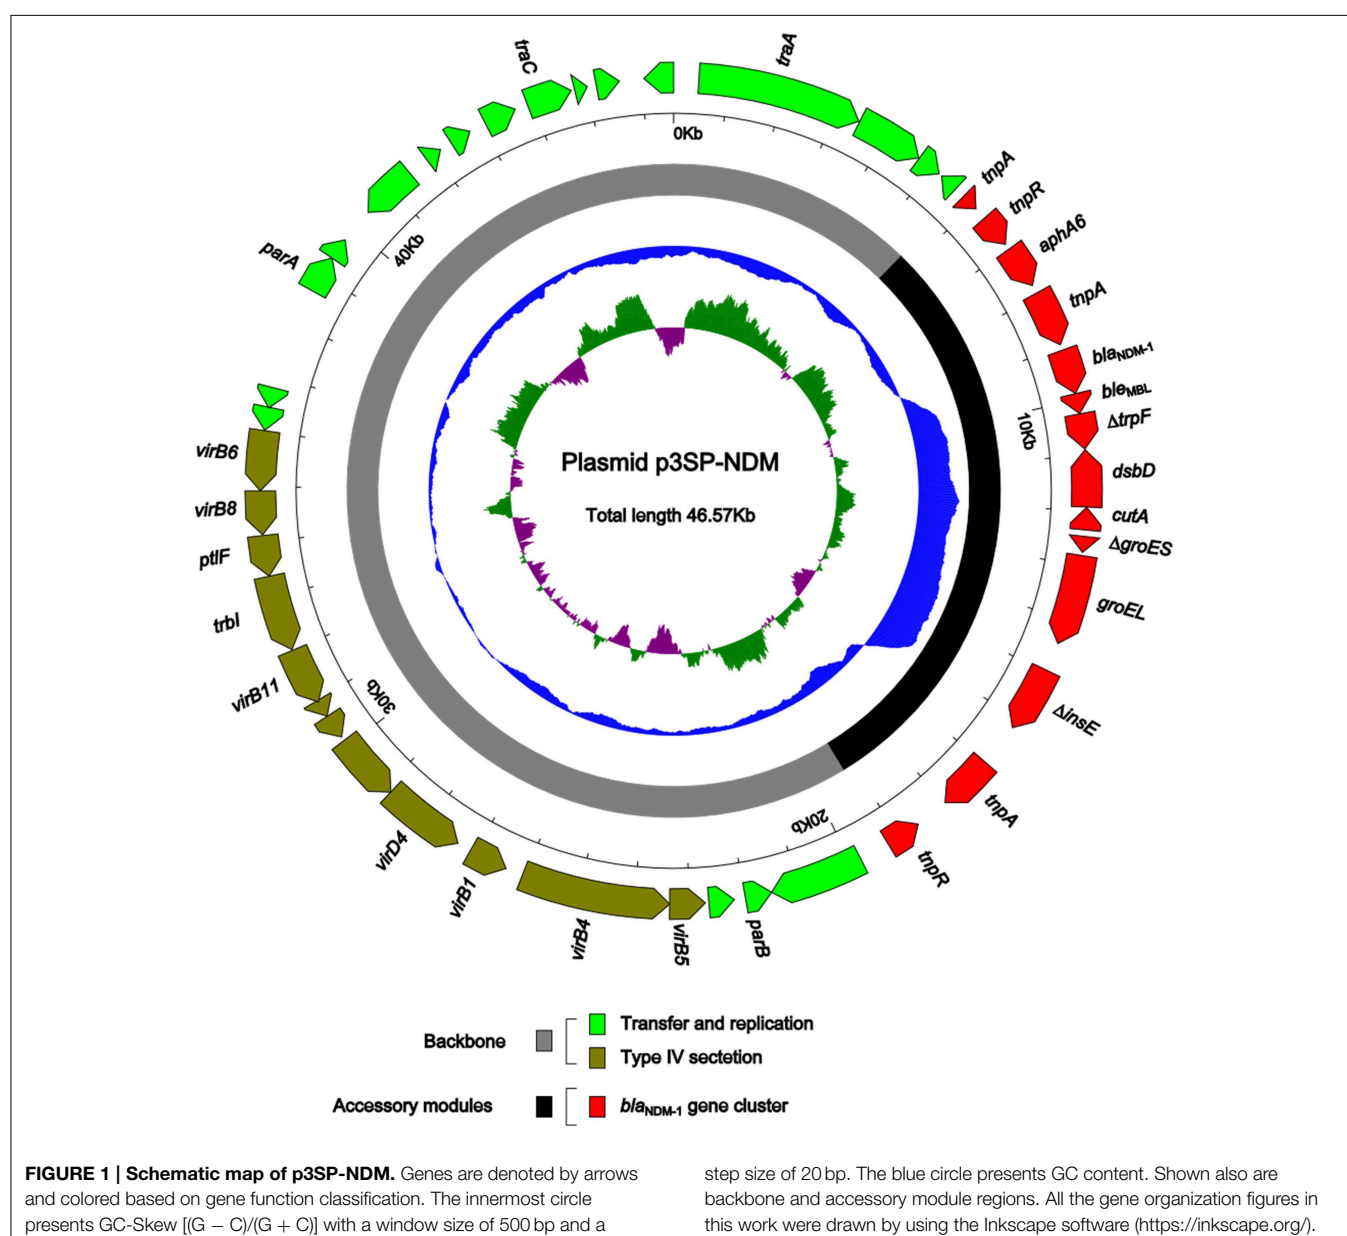 traC
traA
0Kb
tnpA
tnpR
aphA6
tnpA
blaNDM-1
bleMBL
ΔtrpF
10Kb
dsbD
cutA
ΔgroES
groEL
ΔinsE
tnpA
tnpR
20Kb
parB
virB5
virB4
virB1
virD4
30Kb
virB11
trbI
ptlF
virB8
virB6
parA
40Kb
Plasmid p3SP-NDM
Total length 46.57Kb
Backbone
Transfer and replication
Type IV sectetion
Accessory modules
blaNDM-1 gene cluster
FIGURE 1 | Schematic map of p3SP-NDM. Genes are denoted by arrows
and colored based on gene function classification. The innermost circle
presents GC-Skew [(G − C)/(G + C)] with a window size of 500 bp and a
step size of 20 bp. The blue circle presents GC content. Shown also are
backbone and accessory module regions. All the gene organization figures in
this work were drawn by using the Inkscape software (https://inkscape.org/).